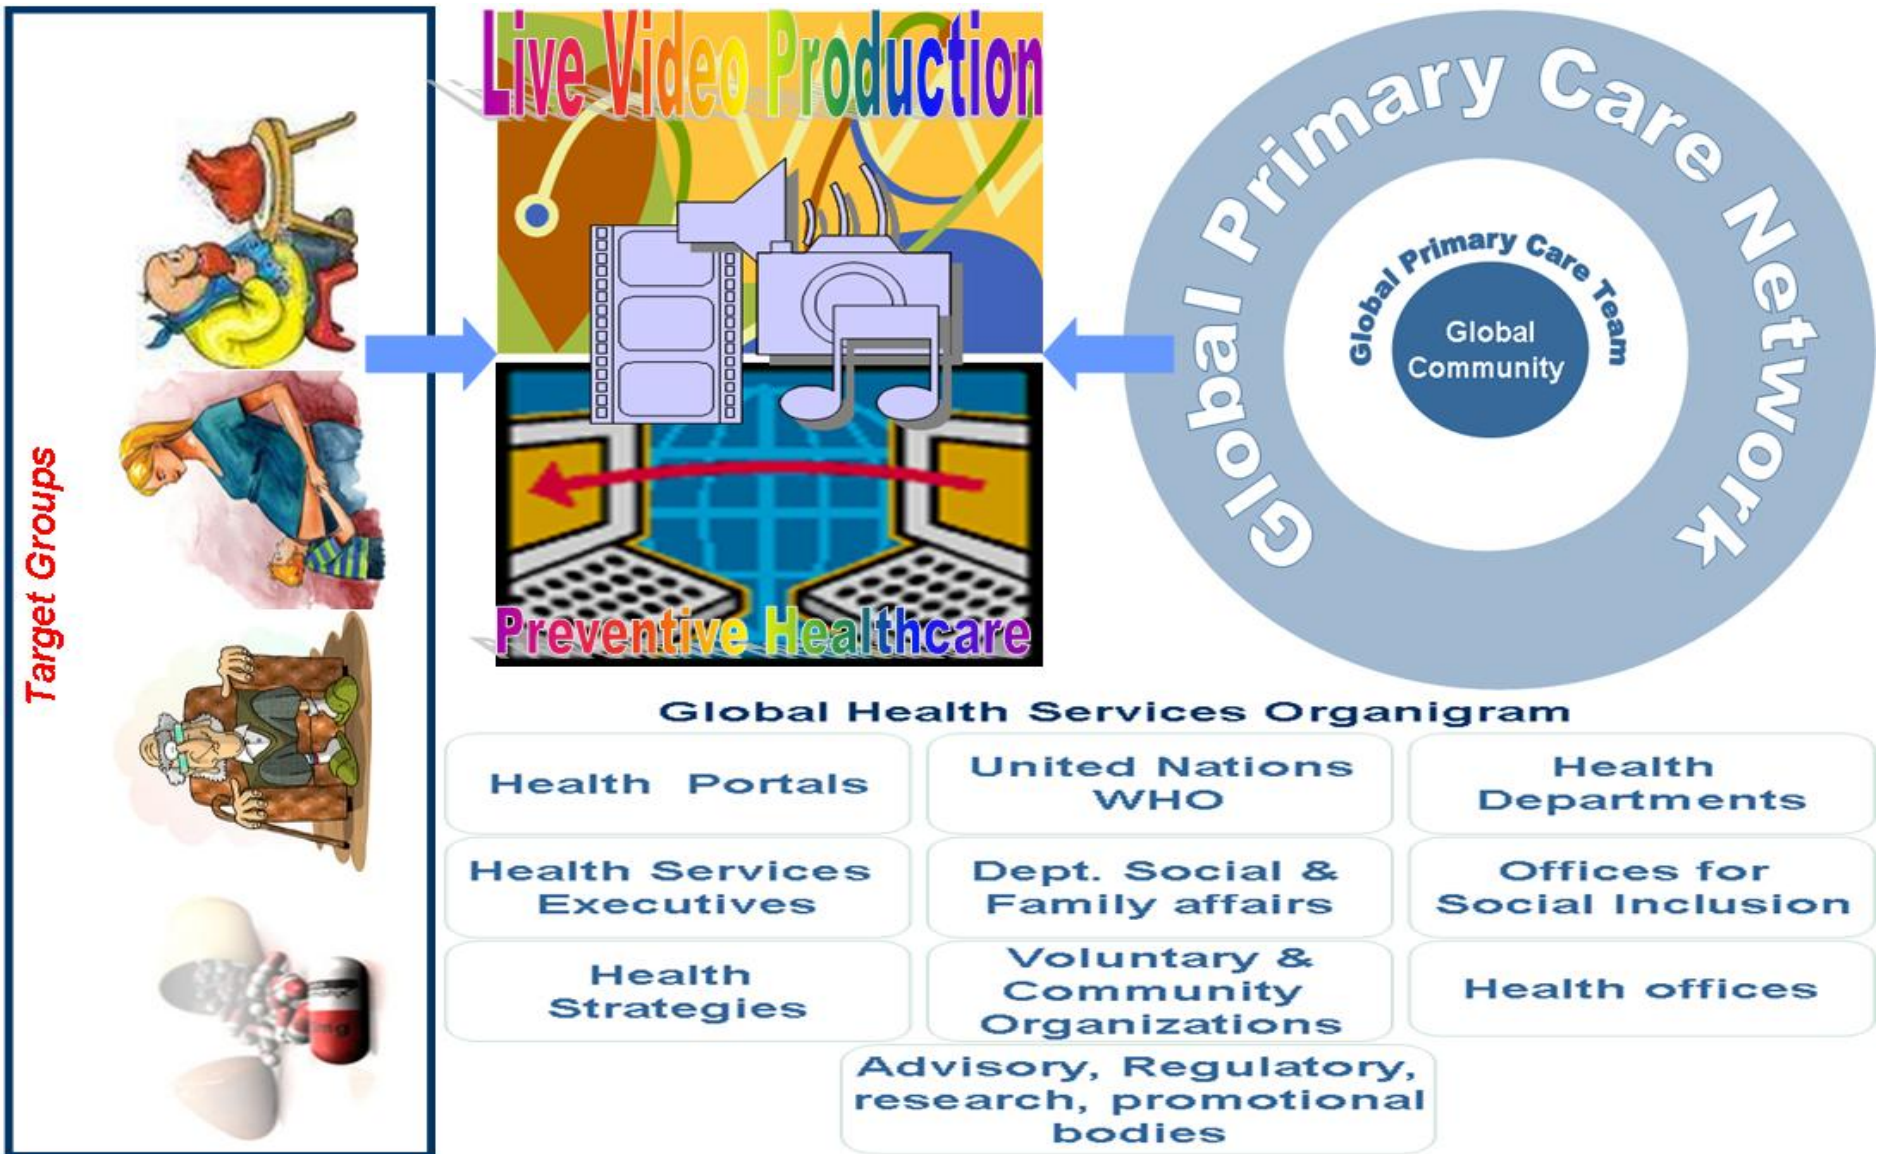 Target Groups
Live Video Production
Preventive Healthcare
Global Primary Care Network
Global Primary Care Team
Global
Community
Global Health Services Organigram
Health Portals
United Nations
WHO
Health
Departments
Health Services
Executives
Dept. Social &
Family affairs
Offices for
Social Inclusion
Health
Strategies
Voluntary &
Community
Organizations
Health offices
Advisory, Regulatory,
research, promotional
bodies